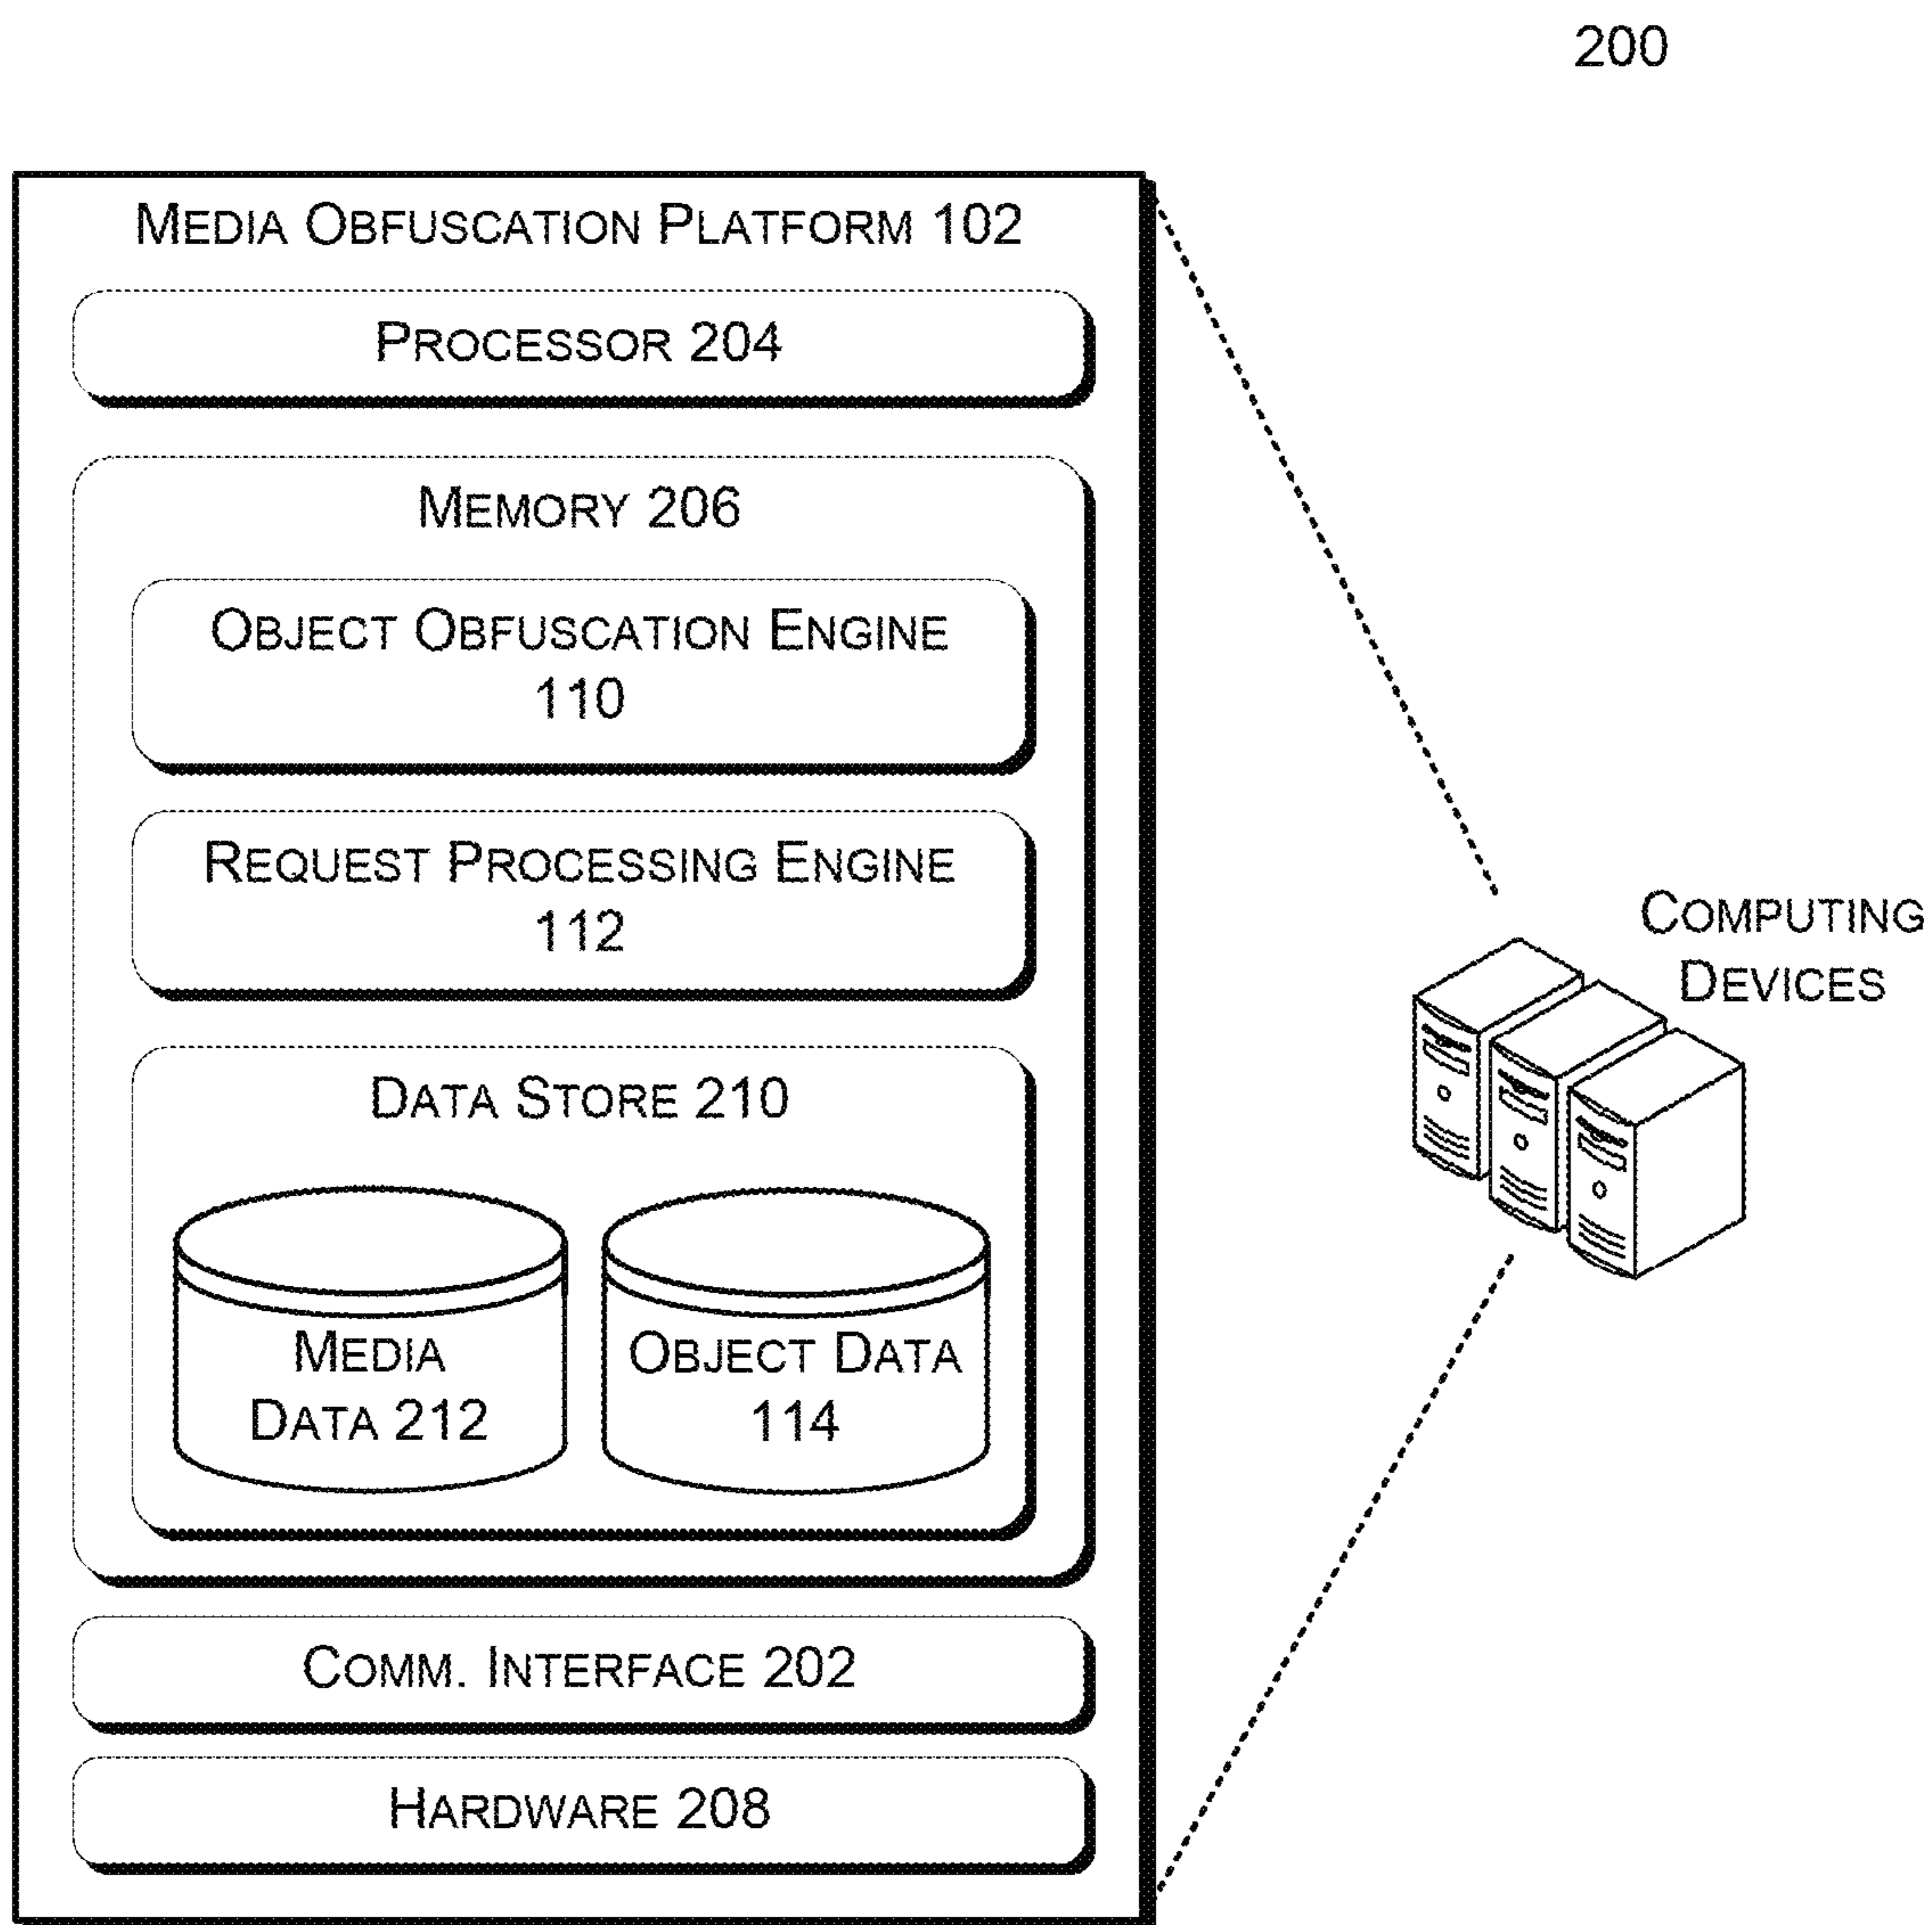 200
MEDIA OBFUSCATION PLATFORM 102
PROCESSOR 204
MEMORY 206
OBJECT OBFUSCATION ENGINE
110
REQUEST PROCESSING ENGINE
112
DATA STORE 210
MEDIA
DATA 212
OBJECT DATA
114
COMM. INTERFACE 202
HARDWARE 208
COMPUTING
DEVICES